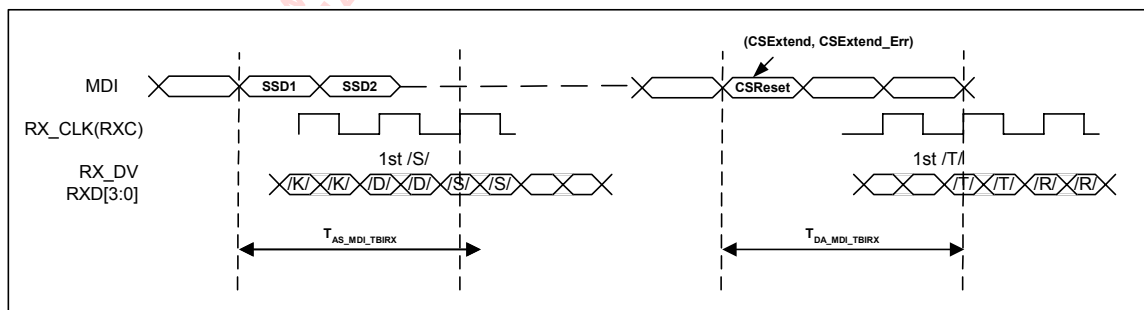 (CSExtend, CSExtend_Err)
MDI SSD1 SSD2 CSReset
RX_CLK(RXC)
1st /S/ 1st /T/
RX_DV
RXD[3:0]
/K/ /K/ /D/ /D/ /S/ /S/ /T/ /T/ /R/ /R/
TAS_MDI_TBIRX TDA_MDI_TBIRX